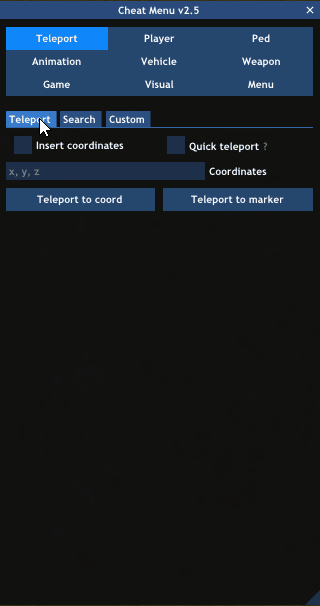 Cheat Menu v2.5
Teleport Player Ped
Animation Vehicle Weapon
Game Visual Menu
Teleport Search Custom
Insert coordinates Quick teleport ?
x, y, z Coordinates
Teleport to coord Teleport to marker